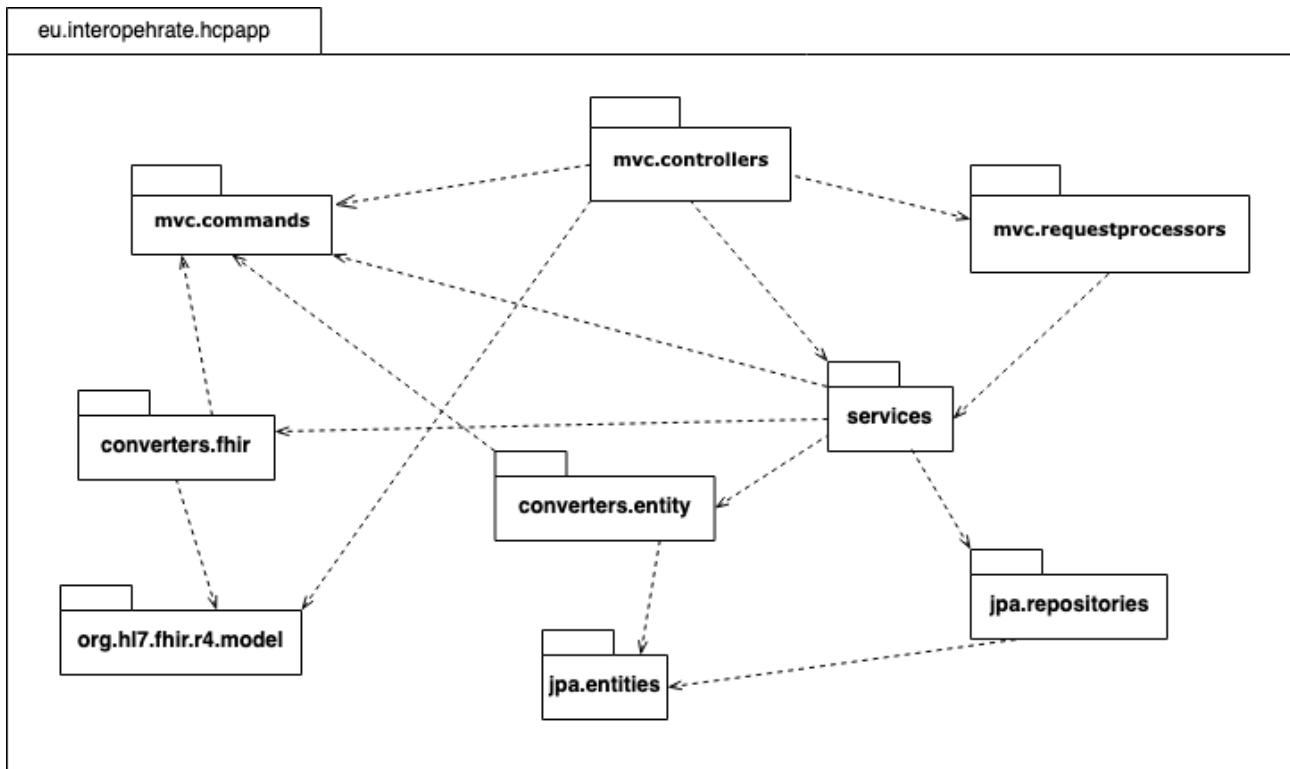 eu.interopehrate.hcpapp
mvc.controllers
mvc.commands
mvc.requestprocessors
services
converters.fhir
converters.entity
jpa.repositories
org.hl7.fhir.r4.model
jpa.entities